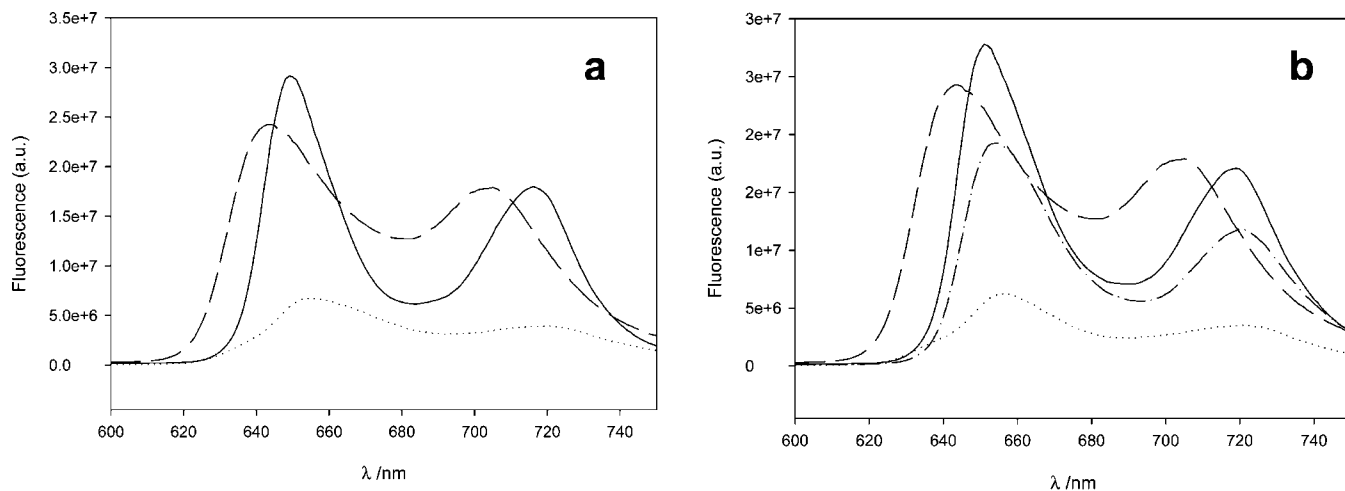 a
3.5e+7
3.0e+7
2.5e+7
2.0e+7
1.5e+7
1.0e+7
5.0e+6
0.0
Fluorescence (a.u.)
600 620 640 660 680 700 720 740
λ /nm
b
3e+7
3e+7
2e+7
2e+7
1e+7
5e+6
0
Fluorescence (a.u.)
600 620 640 660 680 700 720 740
λ /nm